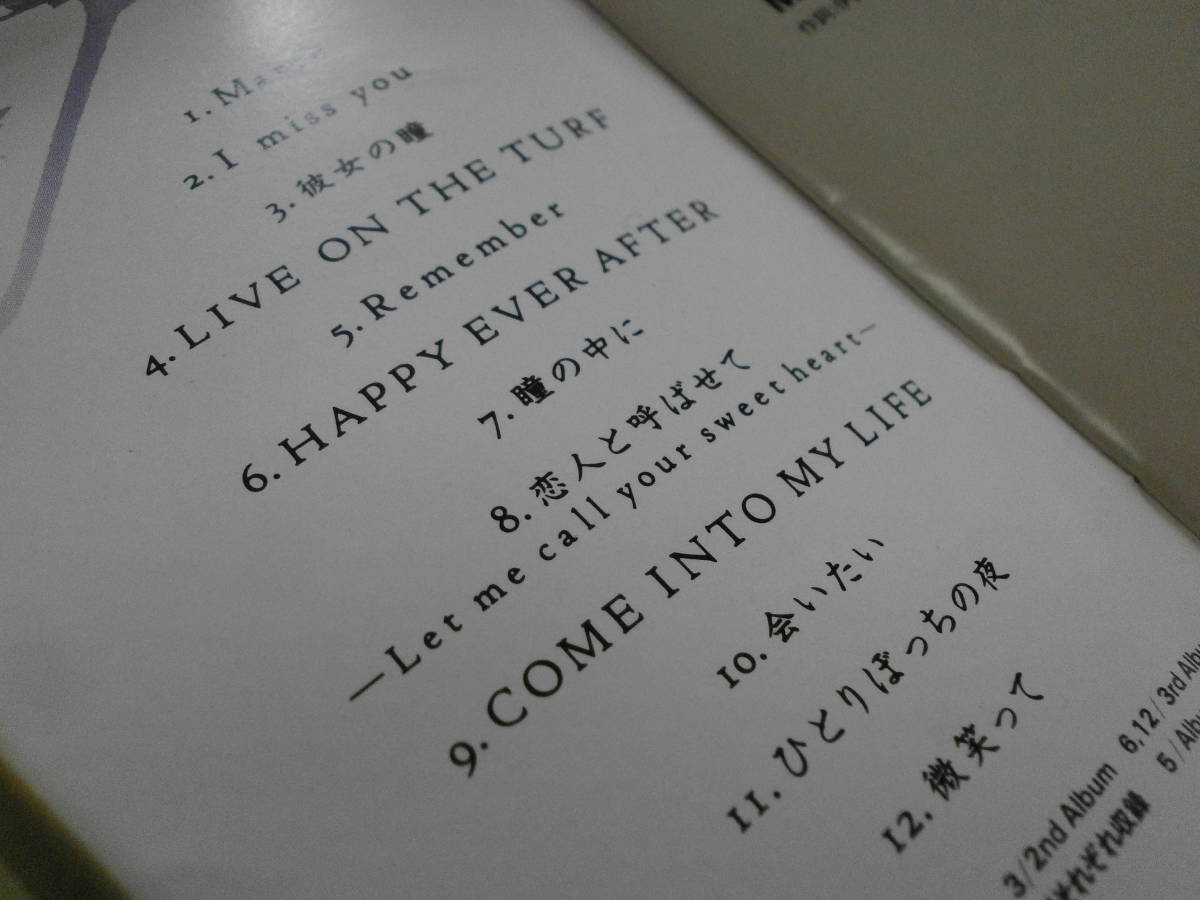 2. I miss you
3. 彼女の瞳
4. LIVE ON THE TURF
5. Remember
6. HAPPY EVER AFTER
7. 瞳の中に
8. 恋人と呼ばせて
—Let me call your sweet heart—
9. COME INTO MY LIFE
10. 会いたい
11. ひとりぼっちの夜
12. 微笑って
3/2nd Album 6,12/3rd Albu
それぞれ収録 5/Alb